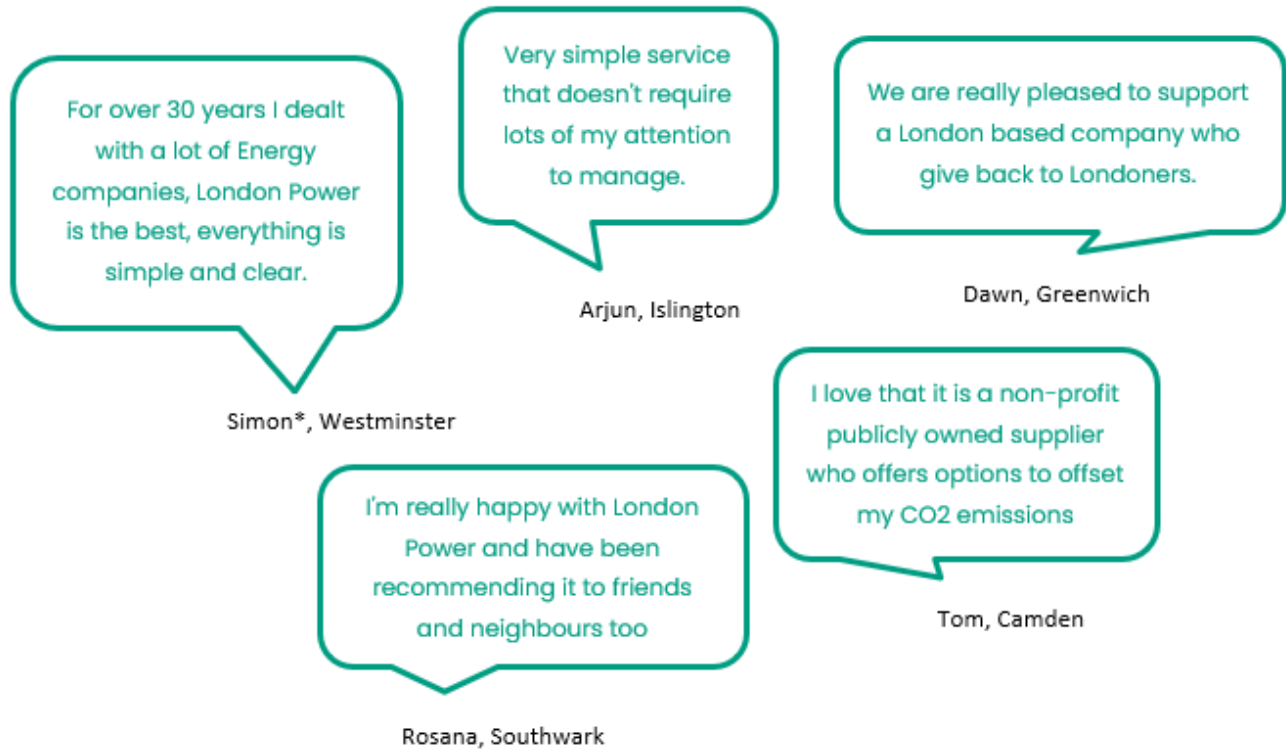 For over 30 years I dealt
with a lot of Energy
companies, London Power
is the best, everything is
simple and clear.
Simon*, Westminster
Very simple service
that doesn't require
lots of my attention
to manage.
Arjun, Islington
We are really pleased to support
a London based company who
give back to Londoners.
Dawn, Greenwich
I'm really happy with London
Power and have been
recommending it to friends
and neighbours too
Rosana, Southwark
I love that it is a non-profit
publicly owned supplier
who offers options to offset
my CO2 emissions
Tom, Camden